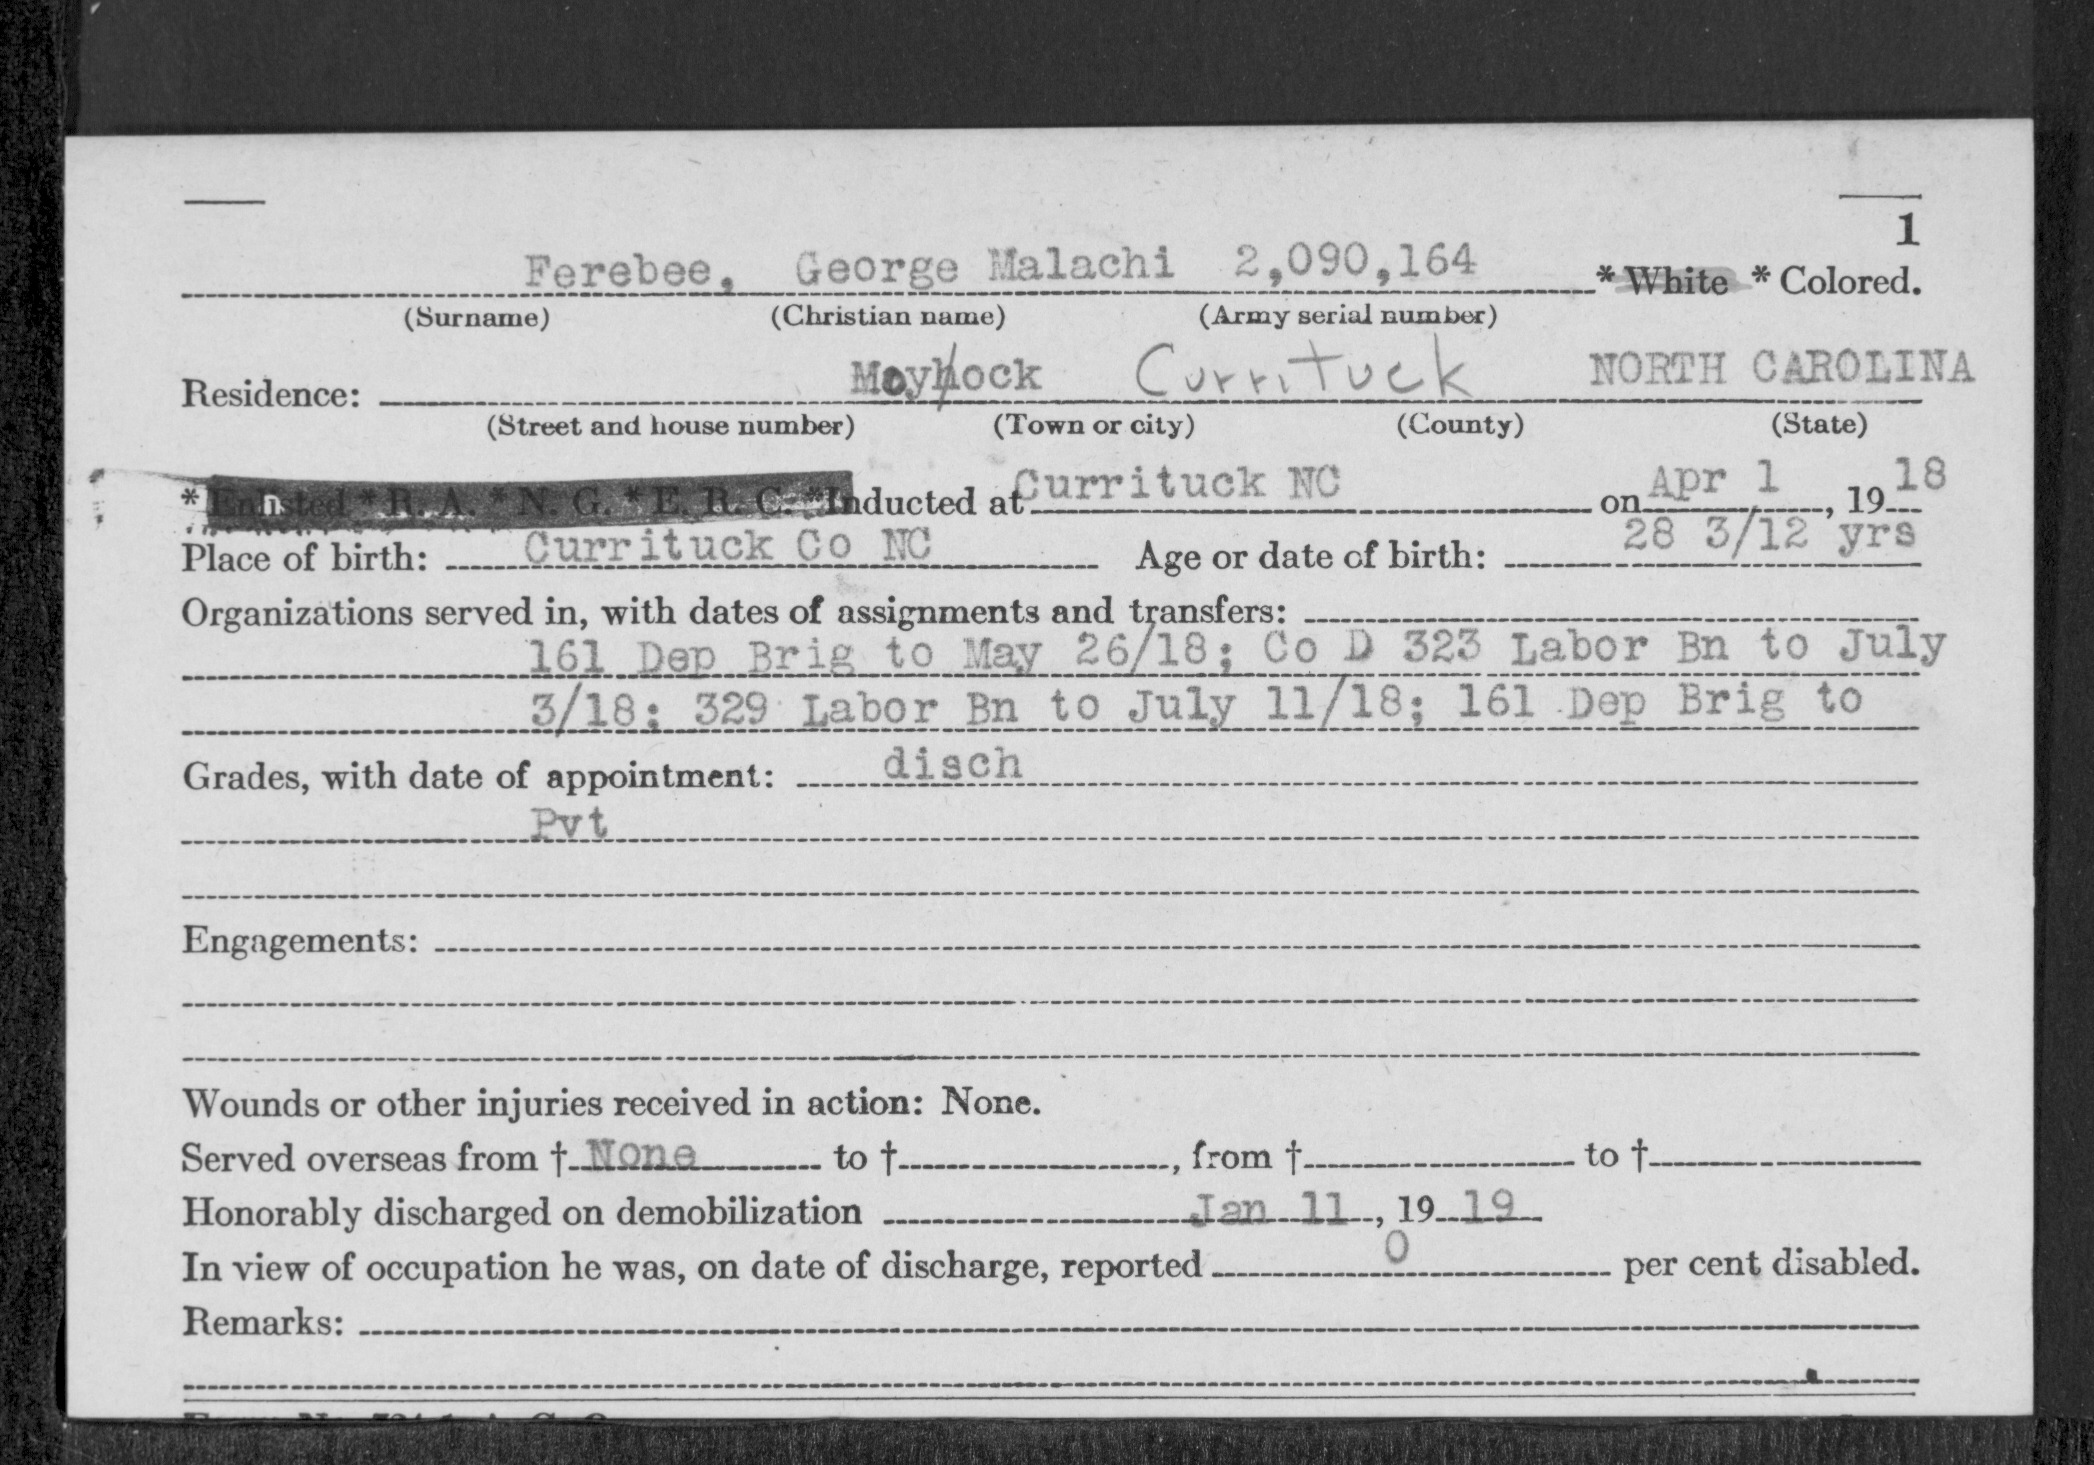 1
Ferebee, George Malachi 2,090,164 * White * Colored.
(Surname) (Christian name) (Army serial number)
Residence: Moyock Currituck NORTH CAROLINA
(Street and house number) (Town or city) (County) (State)
* Enlisted * R. A. * N. G. * E. R. C. * Inducted at Currituck NC on Apr 1, 19 18
Place of birth: Currituck Co NC Age or date of birth: 28 3/12 yrs
Organizations served in, with dates of assignments and transfers:
161 Dep Brig to May 26/18; Co D 323 Labor Bn to July
3/18; 329 Labor Bn to July 11/18; 161 Dep Brig to
Grades, with date of appointment: disch
Pvt
Engagements:
Wounds or other injuries received in action: None.
Served overseas from † None to †, from † to †
Honorably discharged on demobilization Jan 11, 19 19
In view of occupation he was, on date of discharge, reported 0 per cent disabled.
Remarks: